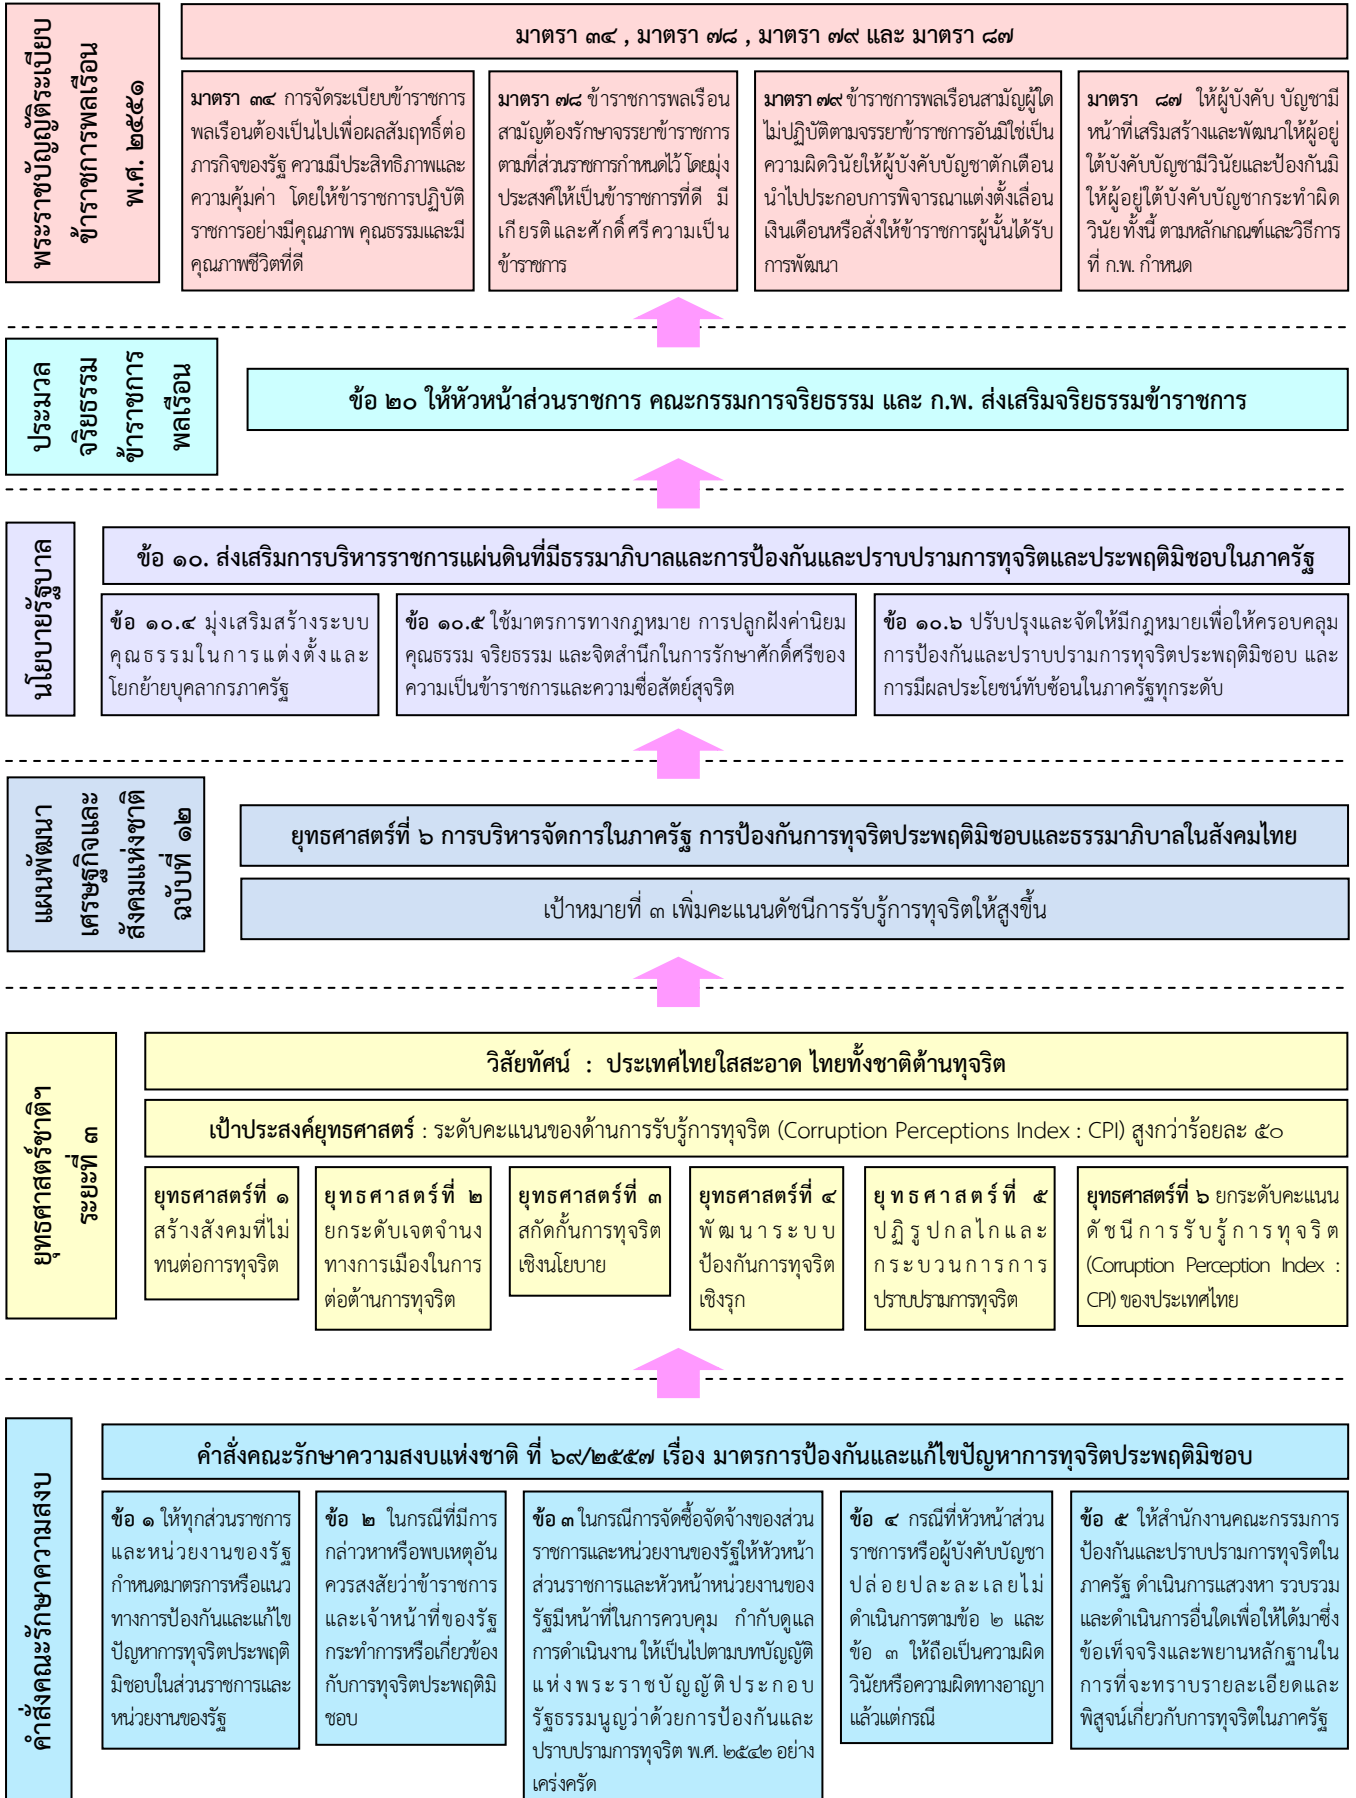 พระราชบัญญัติระเบียบ
ข้าราชการพลเรือน
พ.ศ. ๒๕๕๑
มาตรา ๓๔ , มาตรา ๗๘ , มาตรา ๗๙ และ มาตรา ๘๗
มาตรา ๓๔ การจัดระเบียบข้าราชการ
พลเรือนต้องเป็นไปเพื่อผลสัมฤทธิ์ต่อ
ภารกิจของรัฐ ความมีประสิทธิภาพและ
ความคุ้มค่า โดยให้ข้าราชการปฏิบัติ
ราชการอย่างมีคุณภาพ คุณธรรมและมี
คุณภาพชีวิตที่ดี
มาตรา ๗๘ ข้าราชการพลเรือน
สามัญต้องรักษาจรรยาข้าราชการ
ตามที่ส่วนราชการกำหนดไว้ โดยมุ่ง
ประสงค์ให้เป็นข้าราชการที่ดี มี
เกียรติและศักดิ์ศรีความเป็น
ข้าราชการ
มาตรา ๗๙ ข้าราชการพลเรือนสามัญผู้ใด
ไม่ปฏิบัติตามจรรยาข้าราชการอันมิใช่เป็น
ความผิดวินัยให้ผู้บังคับบัญชาตักเตือน
นำไปประกอบการพิจารณาแต่งตั้งเลื่อน
เงินเดือนหรือสั่งให้ข้าราชการผู้นั้นได้รับ
การพัฒนา
มาตรา ๘๗ ให้ผู้บังคับ บัญชามี
หน้าที่เสริมสร้างและพัฒนาให้ผู้อยู่
ใต้บังคับบัญชามีวินัยและป้องกันมิ
ให้ผู้อยู่ใต้บังคับบัญชากระทำผิด
วินัย ทั้งนี้ ตามหลักเกณฑ์และวิธีการ
ที่ ก.พ. กำหนด
ประมวล
จริยธรรม
ข้าราชการ
พลเรือน
ข้อ ๒๐ ให้หัวหน้าส่วนราชการ คณะกรรมการจริยธรรม และ ก.พ. ส่งเสริมจริยธรรมข้าราชการ
นโยบายรัฐบาล
ข้อ ๑๐. ส่งเสริมการบริหารราชการแผ่นดินที่มีธรรมาภิบาลและการป้องกันและปราบปรามการทุจริตและประพฤติมิชอบในภาครัฐ
ข้อ ๑๐.๔ มุ่งเสริมสร้างระบบ
คุณธรรมในการแต่งตั้งและ
โยกย้ายบุคลากรภาครัฐ
ข้อ ๑๐.๕ ใช้มาตรการทางกฎหมาย การปลูกฝังค่านิยม
คุณธรรม จริยธรรม และจิตสำนึกในการรักษาศักดิ์ศรีของ
ความเป็นข้าราชการและความซื่อสัตย์สุจริต
ข้อ ๑๐.๖ ปรับปรุงและจัดให้มีกฎหมายเพื่อให้ครอบคลุม
การป้องกันและปราบปรามการทุจริตประพฤติมิชอบ และ
การมีผลประโยชน์ทับซ้อนในภาครัฐทุกระดับ
แผนพัฒนา
เศรษฐกิจและ
สังคมแห่งชาติ
ฉบับที่ ๑๒
ยุทธศาสตร์ที่ ๖ การบริหารจัดการในภาครัฐ การป้องกันการทุจริตประพฤติมิชอบและธรรมาภิบาลในสังคมไทย
เป้าหมายที่ ๓ เพิ่มคะแนนดัชนีการรับรู้การทุจริตให้สูงขึ้น
ยุทธศาสตร์ชาติฯ
ระยะที่ ๓
วิสัยทัศน์ : ประเทศไทยใสสะอาด ไทยทั้งชาติต้านทุจริต
เป้าประสงค์ยุทธศาสตร์ : ระดับคะแนนของด้านการรับรู้การทุจริต (Corruption Perceptions Index : CPI) สูงกว่าร้อยละ ๕๐
ยุทธศาสตร์ที่ ๑
สร้างสังคมที่ไม่
ทนต่อการทุจริต
ยุทธศาสตร์ที่ ๒
ยกระดับเจตจำนง
ทางการเมืองในการ
ต่อต้านการทุจริต
ยุทธศาสตร์ที่ ๓
สกัดกั้นการทุจริต
เชิงนโยบาย
ยุทธศาสตร์ที่ ๔
พัฒนาระบบ
ป้องกันการทุจริต
เชิงรุก
ยุทธศาสตร์ที่ ๕
ปฏิรูปกลไกและ
กระบวนการการ
ปราบปรามการทุจริต
ยุทธศาสตร์ที่ ๖ ยกระดับคะแนน
ดัชนีการรับรู้การทุจริต
(Corruption Perception Index :
CPI) ของประเทศไทย
คำสั่งคณะรักษาความสงบ
คำสั่งคณะรักษาความสงบแห่งชาติ ที่ ๖๙/๒๕๕๗ เรื่อง มาตรการป้องกันและแก้ไขปัญหาการทุจริตประพฤติมิชอบ
ข้อ ๑ ให้ทุกส่วนราชการ
และหน่วยงานของรัฐ
กำหนดมาตรการหรือแนว
ทางการป้องกันและแก้ไข
ปัญหาการทุจริตประพฤติ
มิชอบในส่วนราชการและ
หน่วยงานของรัฐ
ข้อ ๒ ในกรณีที่มีการ
กล่าวหาหรือพบเหตุอัน
ควรสงสัยว่าข้าราชการ
และเจ้าหน้าที่ของรัฐ
กระทำการหรือเกี่ยวข้อง
กับการทุจริตประพฤติมิ
ชอบ
ข้อ ๓ ในกรณีการจัดซื้อจัดจ้างของส่วน
ราชการและหน่วยงานของรัฐให้หัวหน้า
ส่วนราชการและหัวหน้าหน่วยงานของ
รัฐมีหน้าที่ในการควบคุม กำกับดูแล
การดำเนินงาน ให้เป็นไปตามบทบัญญัติ
แห่งพระราชบัญญัติประกอบ
รัฐธรรมนูญว่าด้วยการป้องกันและ
ปราบปรามการทุจริต พ.ศ. ๒๕๔๒ อย่าง
เคร่งครัด
ข้อ ๔ กรณีที่หัวหน้าส่วน
ราชการหรือผู้บังคับบัญชา
ปล่อยปละละเลยไม่
ดำเนินการตามข้อ ๒ และ
ข้อ ๓ ให้ถือเป็นความผิด
วินัยหรือความผิดทางอาญา
แล้วแต่กรณี
ข้อ ๕ ให้สำนักงานคณะกรรมการ
ป้องกันและปราบปรามการทุจริตใน
ภาครัฐ ดำเนินการแสวงหา รวบรวม
และดำเนินการอื่นใดเพื่อให้ได้มาซึ่ง
ข้อเท็จจริงและพยานหลักฐานใน
การที่จะทราบรายละเอียดและ
พิสูจน์เกี่ยวกับการทุจริตในภาครัฐ